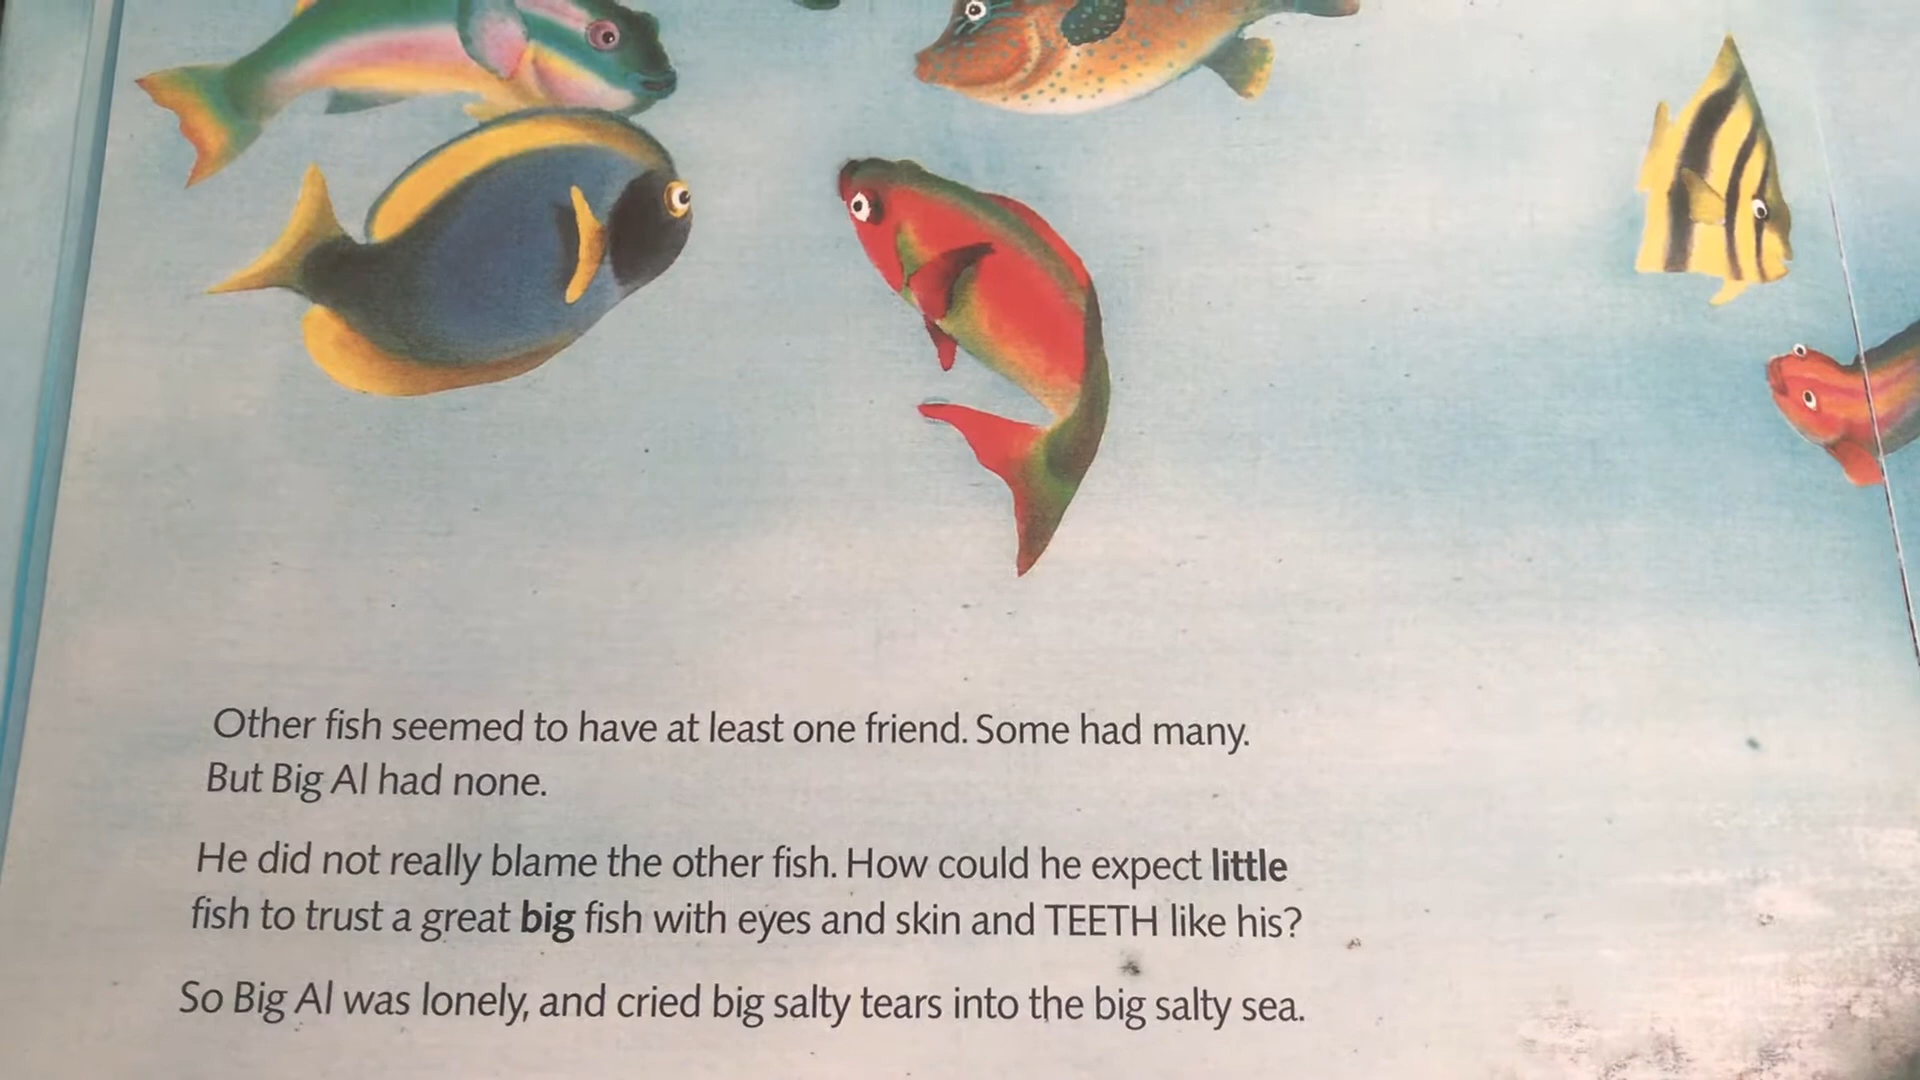 Other fish seemed to have at least one friend. Some had many.
But Big Al had none.
He did not really blame the other fish. How could he expect little
fish to trust a great big fish with eyes and skin and TEETH like his?
So Big Al was lonely, and cried big salty tears into the big salty sea.